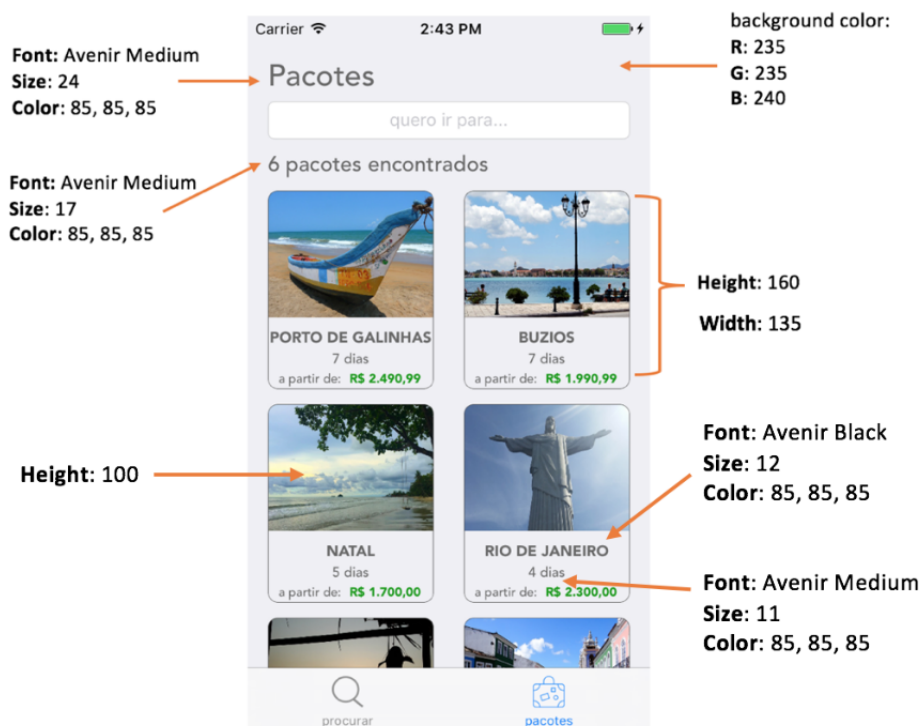 Carrier 2:43 PM
background color:
R: 235
G: 235
B: 240
Font: Avenir Medium
Size: 24
Color: 85, 85, 85
Pacotes
quero ir para...
6 pacotes encontrados
Font: Avenir Medium
Size: 17
Color: 85, 85, 85
Height: 160
Width: 135
PORTO DE GALINHAS
7 dias
a partir de: R$ 2.490,99
BUZIOS
7 dias
a partir de: R$ 1.990,99
Height: 100
Font: Avenir Black
Size: 12
Color: 85, 85, 85
NATAL
5 dias
a partir de: R$ 1.700,00
RIO DE JANEIRO
4 dias
a partir de: R$ 2.300,00
Font: Avenir Medium
Size: 11
Color: 85, 85, 85
procurar
pacotes